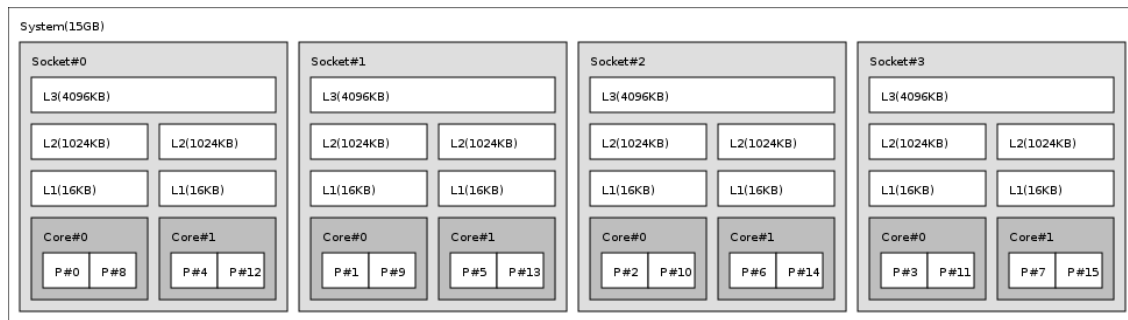 System(15GB)
Socket#0
L3(4096KB)
L2(1024KB) L2(1024KB)
L1(16KB) L1(16KB)
Core#0 Core#1
P#0 P#8 P#4 P#12
Socket#1
L3(4096KB)
L2(1024KB) L2(1024KB)
L1(16KB) L1(16KB)
Core#0 Core#1
P#1 P#9 P#5 P#13
Socket#2
L3(4096KB)
L2(1024KB) L2(1024KB)
L1(16KB) L1(16KB)
Core#0 Core#1
P#2 P#10 P#6 P#14
Socket#3
L3(4096KB)
L2(1024KB) L2(1024KB)
L1(16KB) L1(16KB)
Core#0 Core#1
P#3 P#11 P#7 P#15